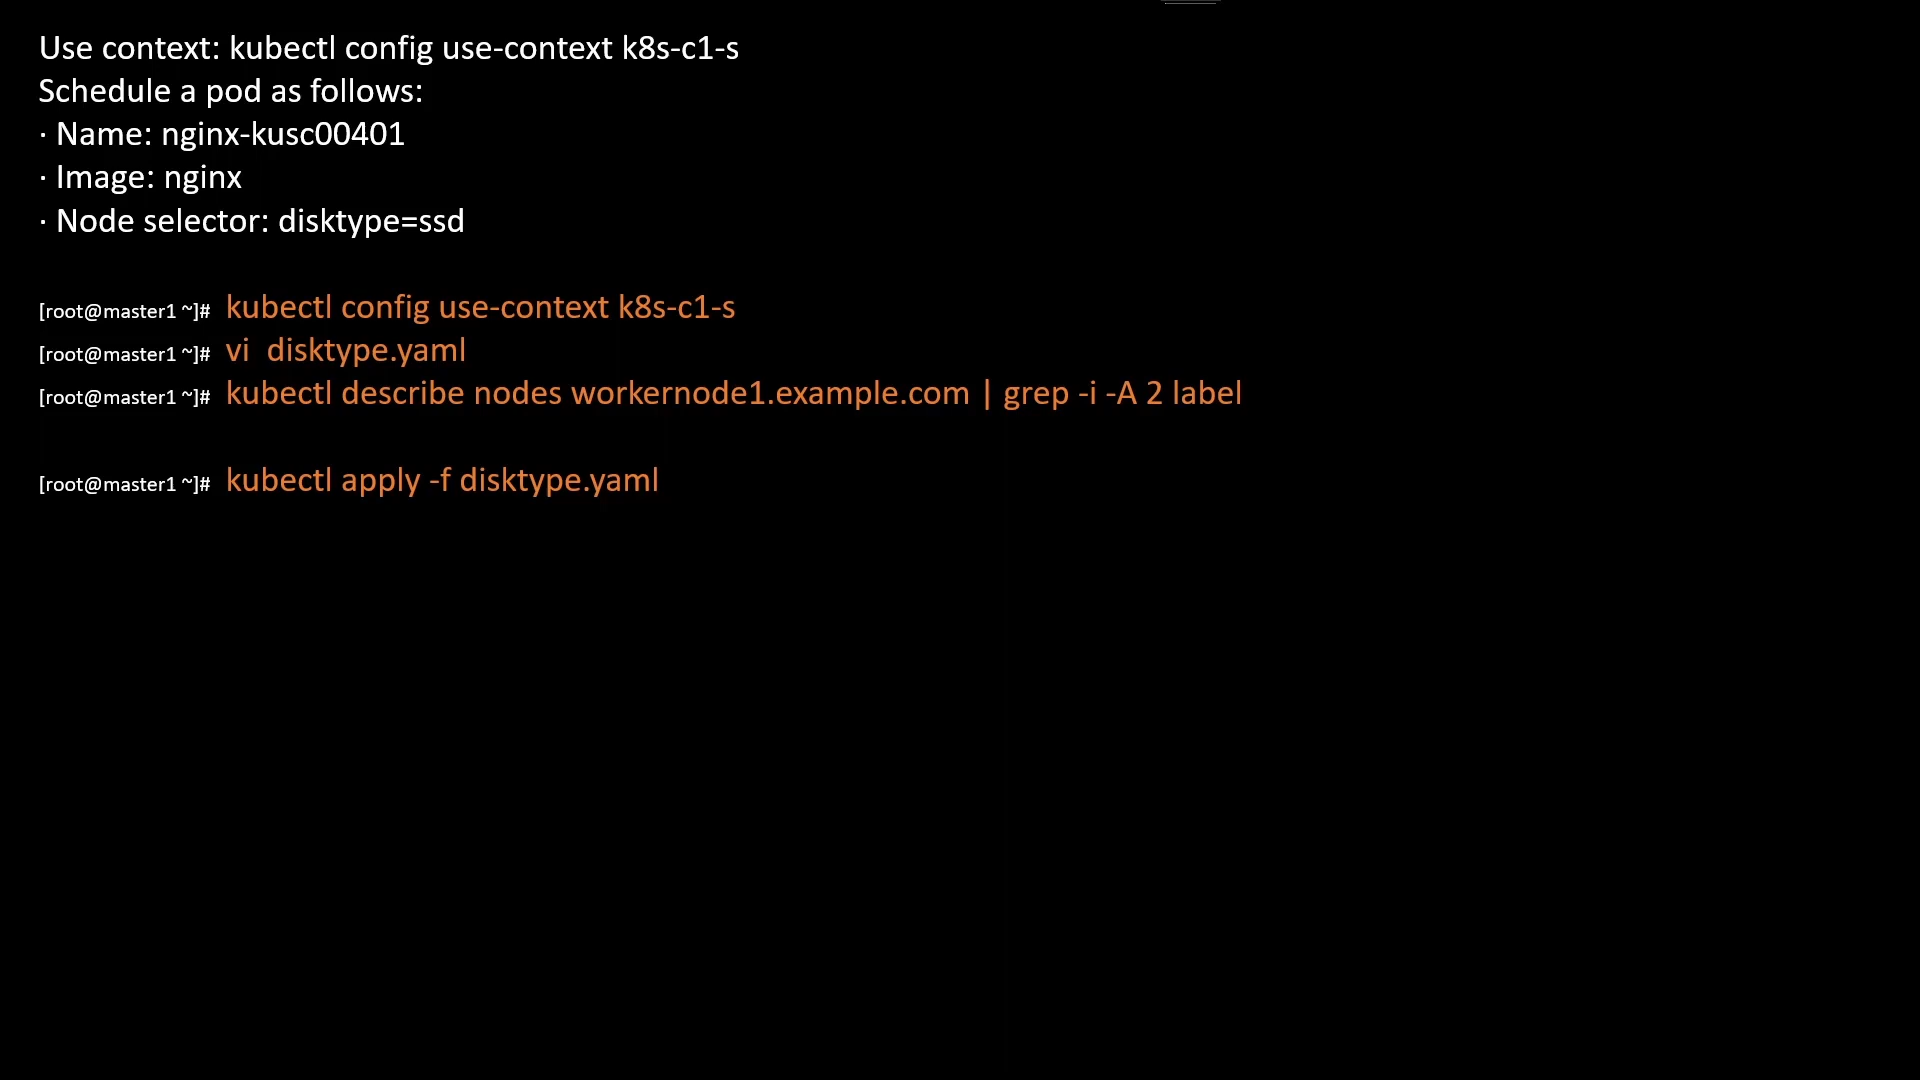 Use context: kubectl config use-context k8s-c1-s
Schedule a pod as follows:
· Name: nginx-kusc00401
· Image: nginx
· Node selector: disktype=ssd
[root@master1 ~]# kubectl config use-context k8s-c1-s
[root@master1 ~]# vi  disktype.yaml
[root@master1 ~]# kubectl describe nodes workernode1.example.com | grep -i -A 2 label
[root@master1 ~]# kubectl apply -f disktype.yaml